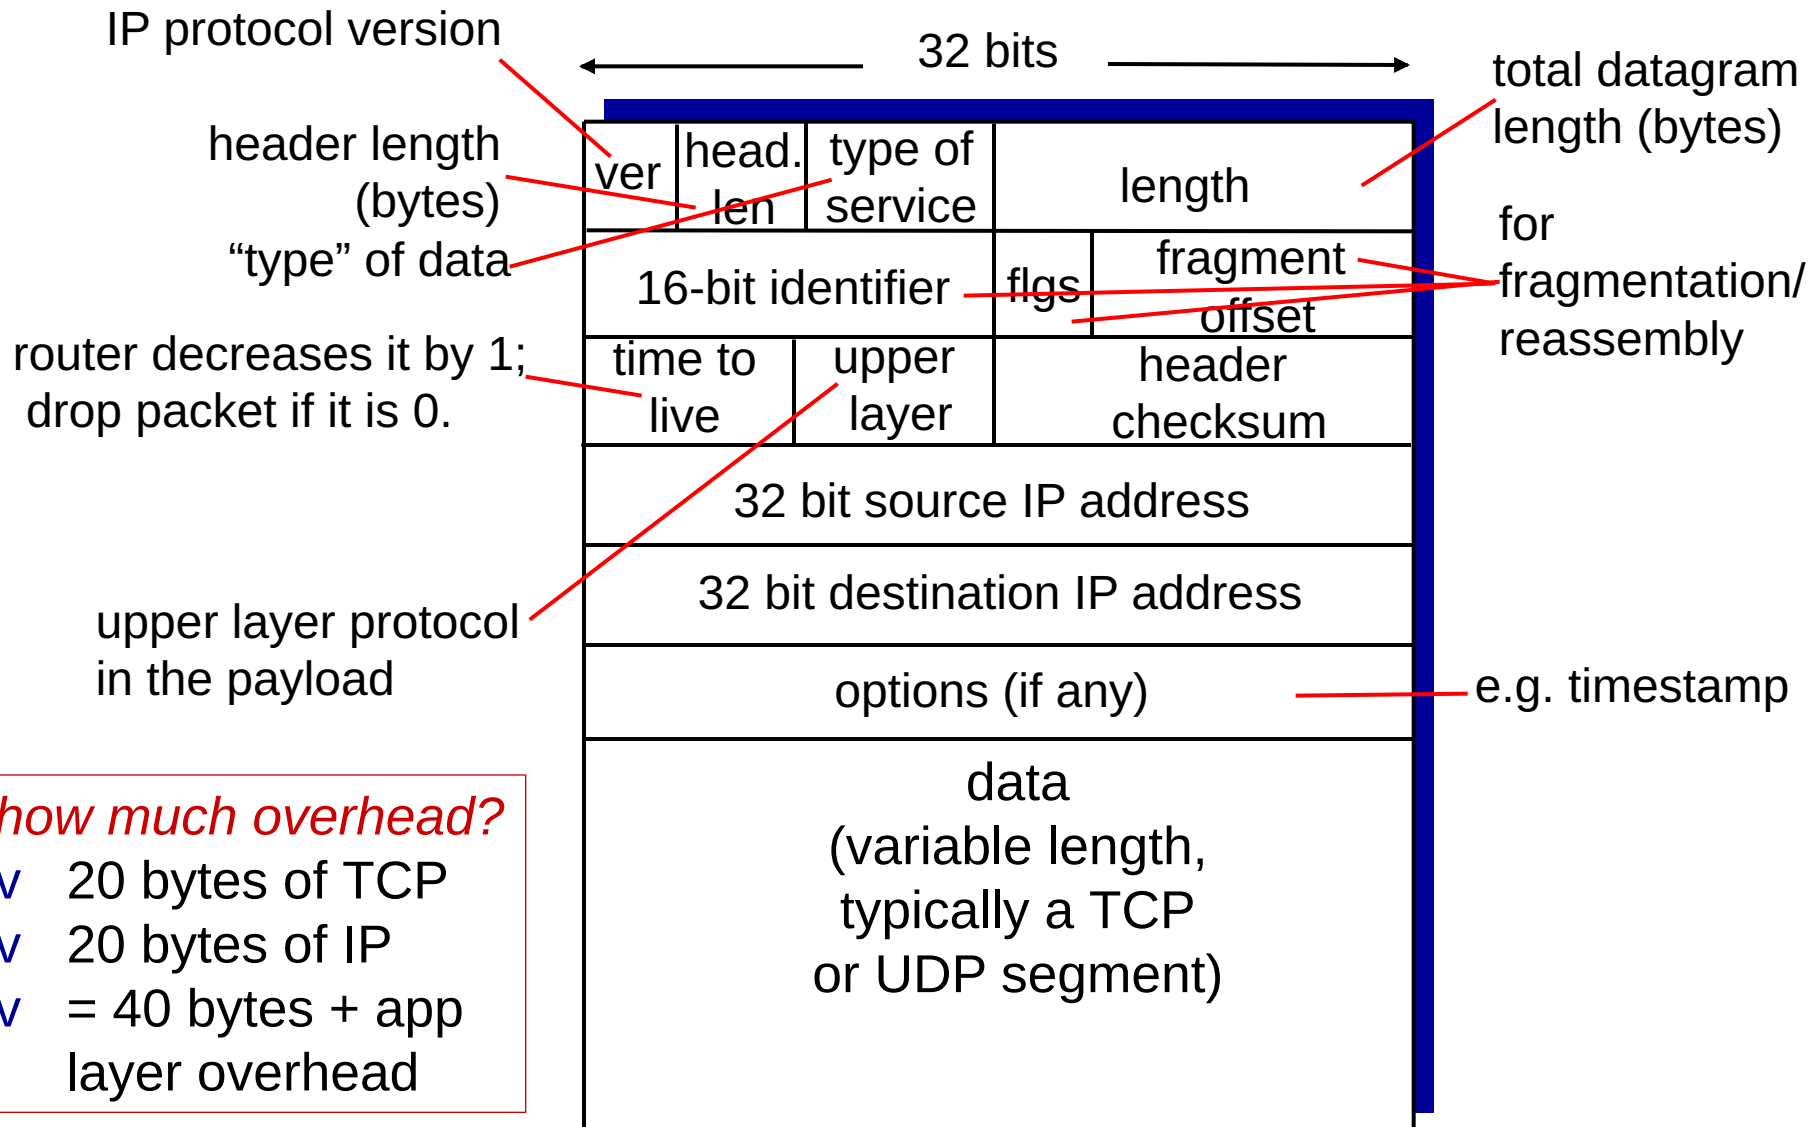 IP protocol version
32 bits
total datagram
length (bytes)
header length
(bytes)
ver
head.
len
type of
service
length
“type” of data
for
fragmentation/
reassembly
16-bit identifier
flgs
fragment
offset
router decreases it by 1;
drop packet if it is 0.
time to
live
upper
layer
header
checksum
32 bit source IP address
32 bit destination IP address
upper layer protocol
in the payload
options (if any)
e.g. timestamp
data
(variable length,
typically a TCP
or UDP segment)
how much overhead?
v 20 bytes of TCP
v 20 bytes of IP
v = 40 bytes + app
layer overhead